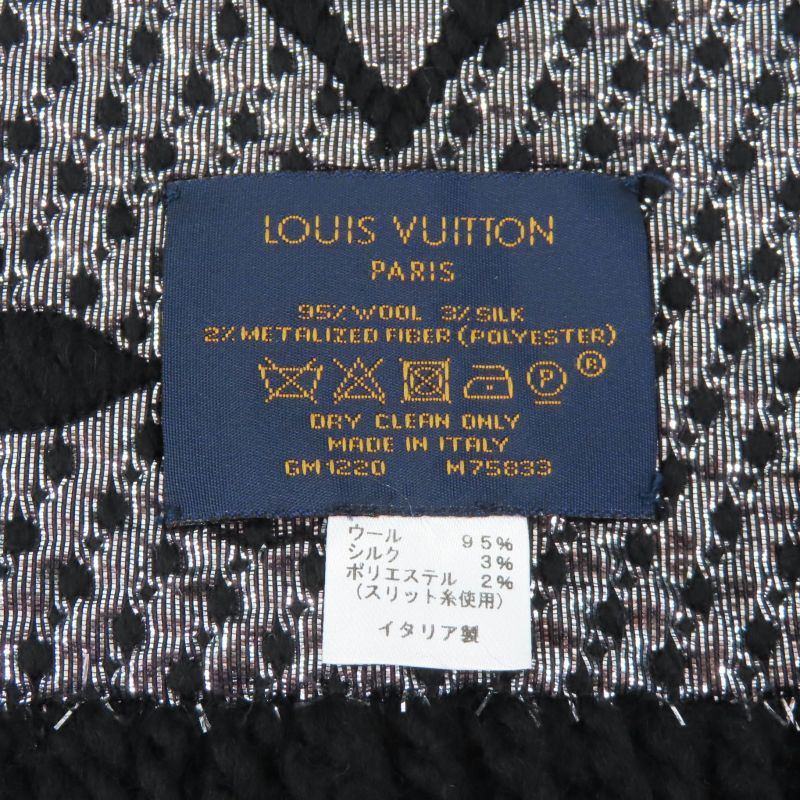 LOUIS VUITTON
PARIS
95% WOOL 3% SILK
2% METALIZED FIBER (POLYESTER)
P ®
DRY CLEAN ONLY
MADE IN ITALY
GM1220 M75833
ウール 95%
シルク 3%
ポリエステル 2%
(スリット糸使用)
イタリア製